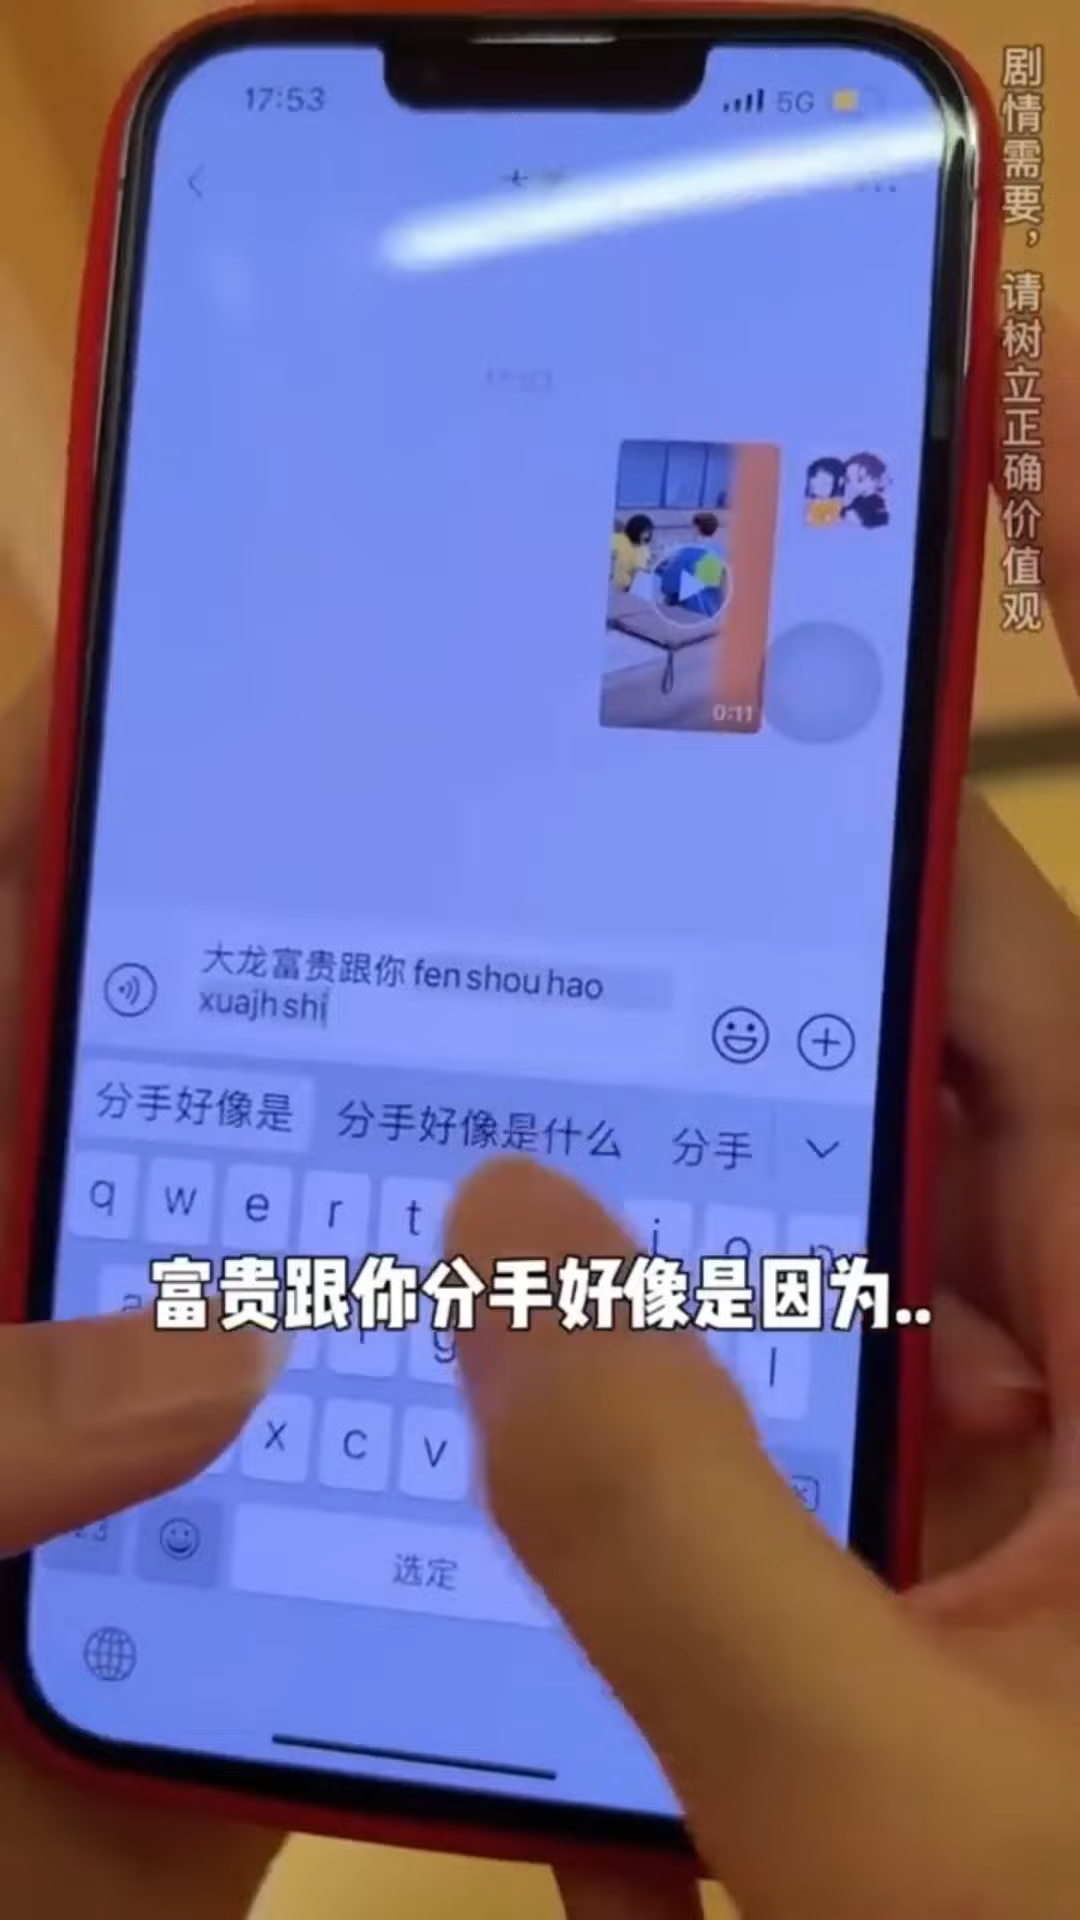 17:53
5G
剧情需要，请树立正确价值观
0:11
大龙富贵跟你 fen shou hao
xuajh shi
分手好像是 分手好像是什么 分手
q w e r t i o p
富贵跟你分手好像是因为..
g l
x c v
选定